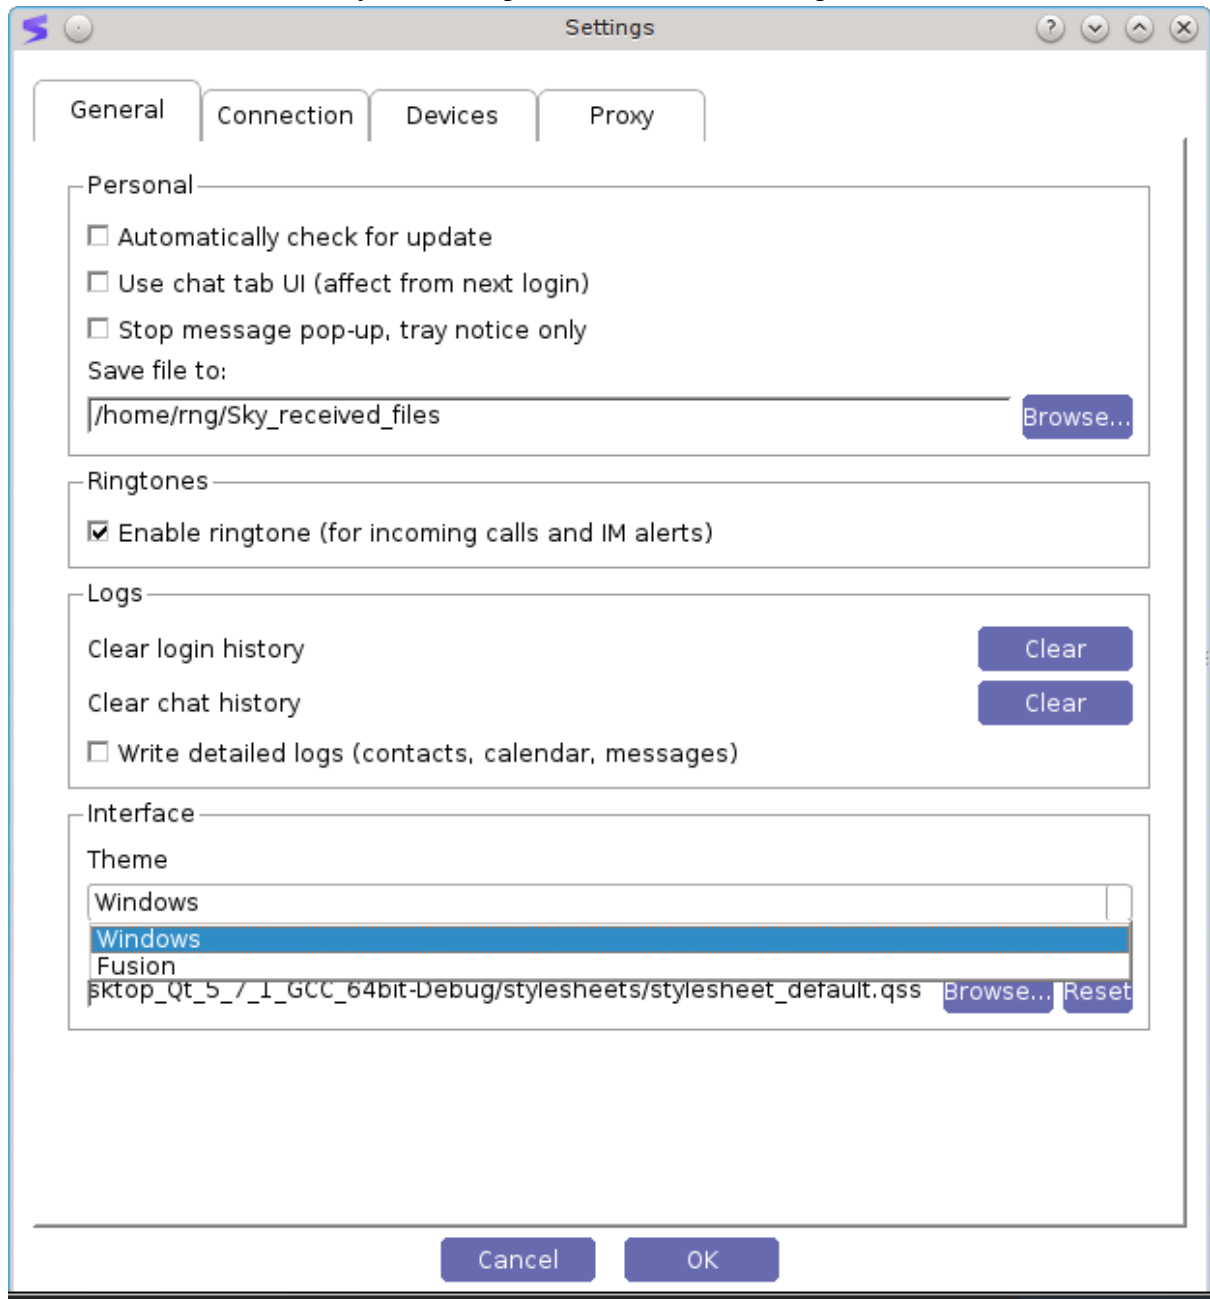 Settings
General Connection Devices Proxy
Personal
Automatically check for update
Use chat tab UI (affect from next login)
Stop message pop-up, tray notice only
Save file to:
/home/rng/Sky_received_files Browse...
Ringtones
Enable ringtone (for incoming calls and IM alerts)
Logs
Clear login history Clear
Clear chat history Clear
Write detailed logs (contacts, calendar, messages)
Interface
Theme
Windows
Windows
Fusion
sktop_Qt_5_7_1_GCC_64bit-Debug/stylesheets/stylesheet_default.qss Browse... Reset
Cancel OK